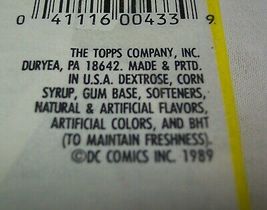 0 41116 00433 9
THE TOPPS COMPANY, INC.
DURYEA, PA 18642. MADE & PRTD.
IN U.S.A. DEXTROSE, CORN
SYRUP, GUM BASE, SOFTENERS,
NATURAL & ARTIFICIAL FLAVORS,
ARTIFICIAL COLORS, AND BHT
(TO MAINTAIN FRESHNESS).
©DC COMICS INC. 1989